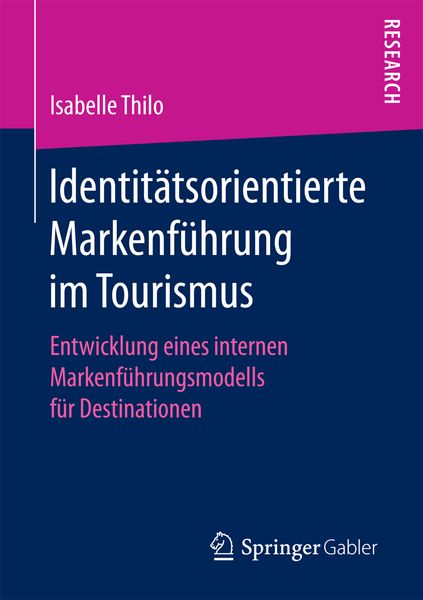 RESEARCH
Isabelle Thilo
Identitätsorientierte
Markenführung
im Tourismus
Entwicklung eines internen
Markenführungsmodells
für Destinationen
Springer Gabler